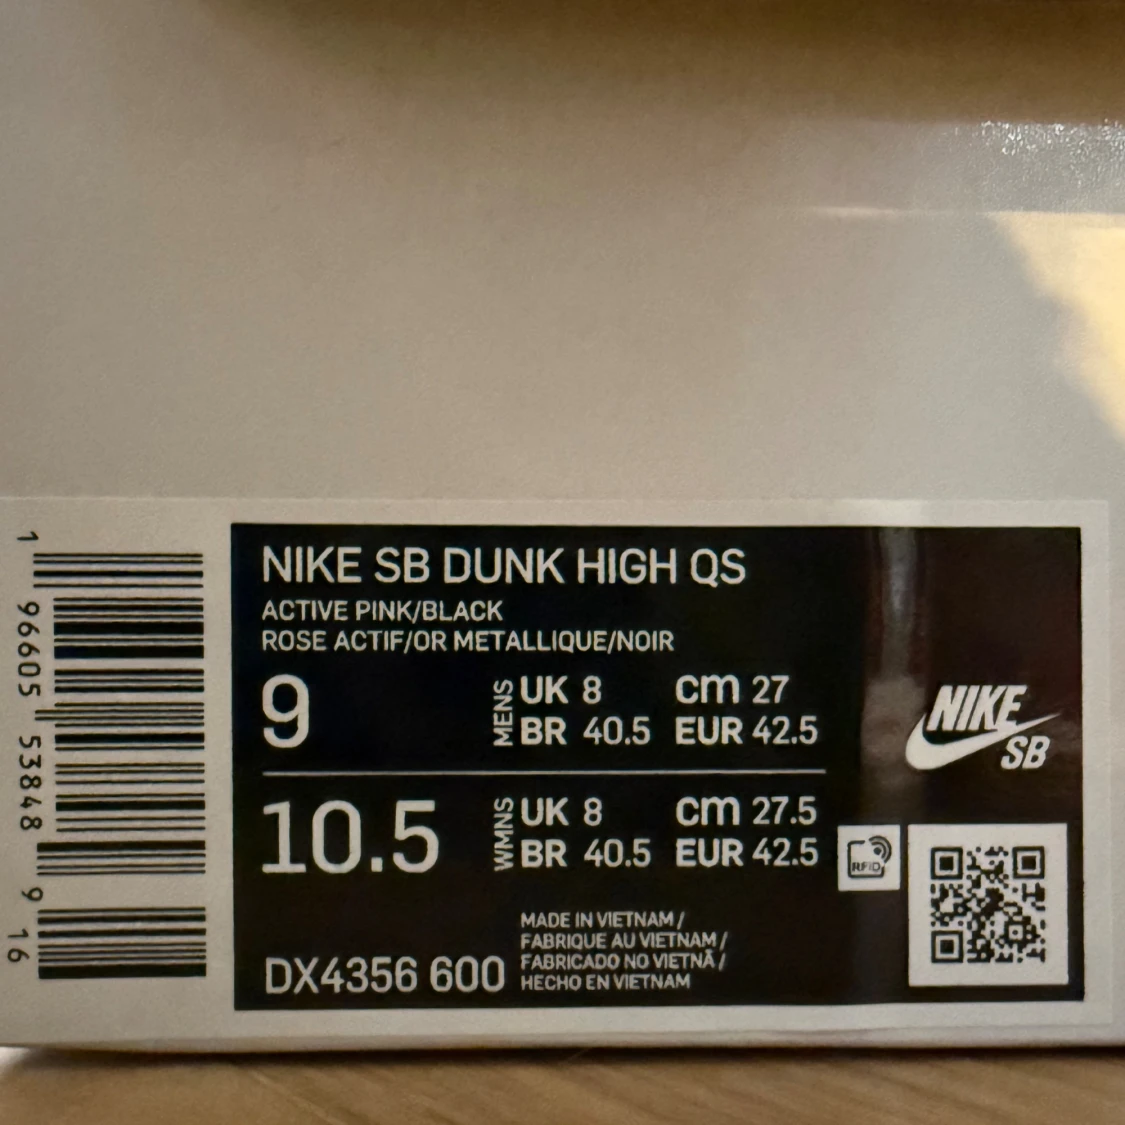 1 96605 53848 9 16
NIKE SB DUNK HIGH QS
ACTIVE PINK/BLACK
ROSE ACTIF/OR METALLIQUE/NOIR
9 MENS UK 8 cm 27
BR 40.5 EUR 42.5
10.5 WMNS UK 8 cm 27.5
BR 40.5 EUR 42.5
NIKE
SB
RFID
MADE IN VIETNAM /
FABRIQUE AU VIETNAM /
FABRICADO NO VIETNÃ /
HECHO EN VIETNAM
DX4356 600